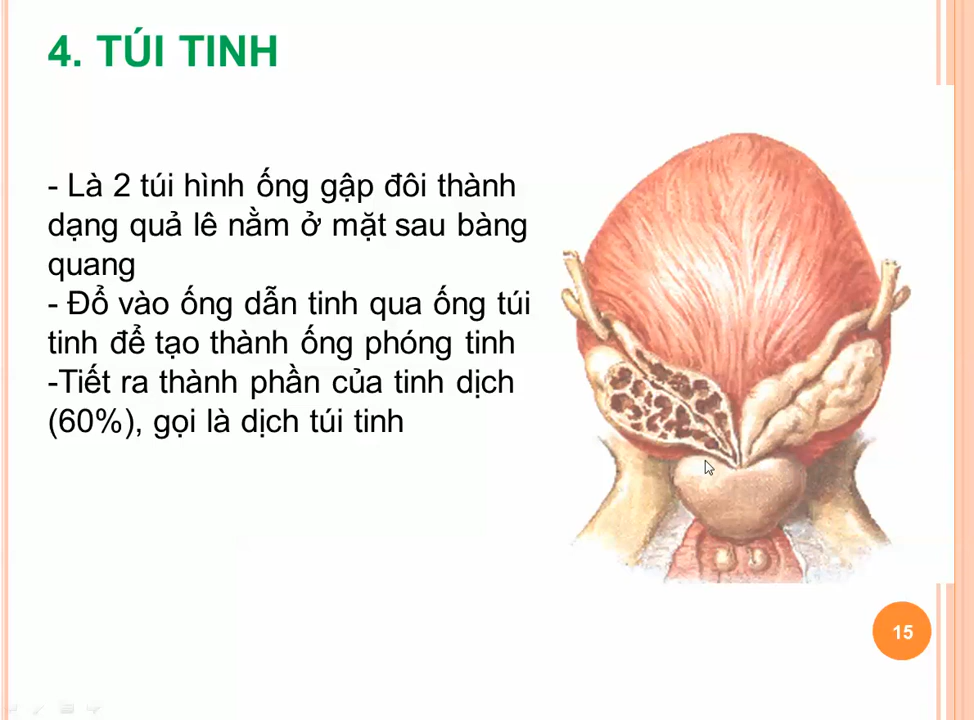 4. TÚI TINH
- Là 2 túi hình ống gập đôi thành
dạng quả lê nằm ở mặt sau bàng
quang
- Đổ vào ống dẫn tinh qua ống túi
tinh để tạo thành ống phóng tinh
-Tiết ra thành phần của tinh dịch
(60%), gọi là dịch túi tinh
15